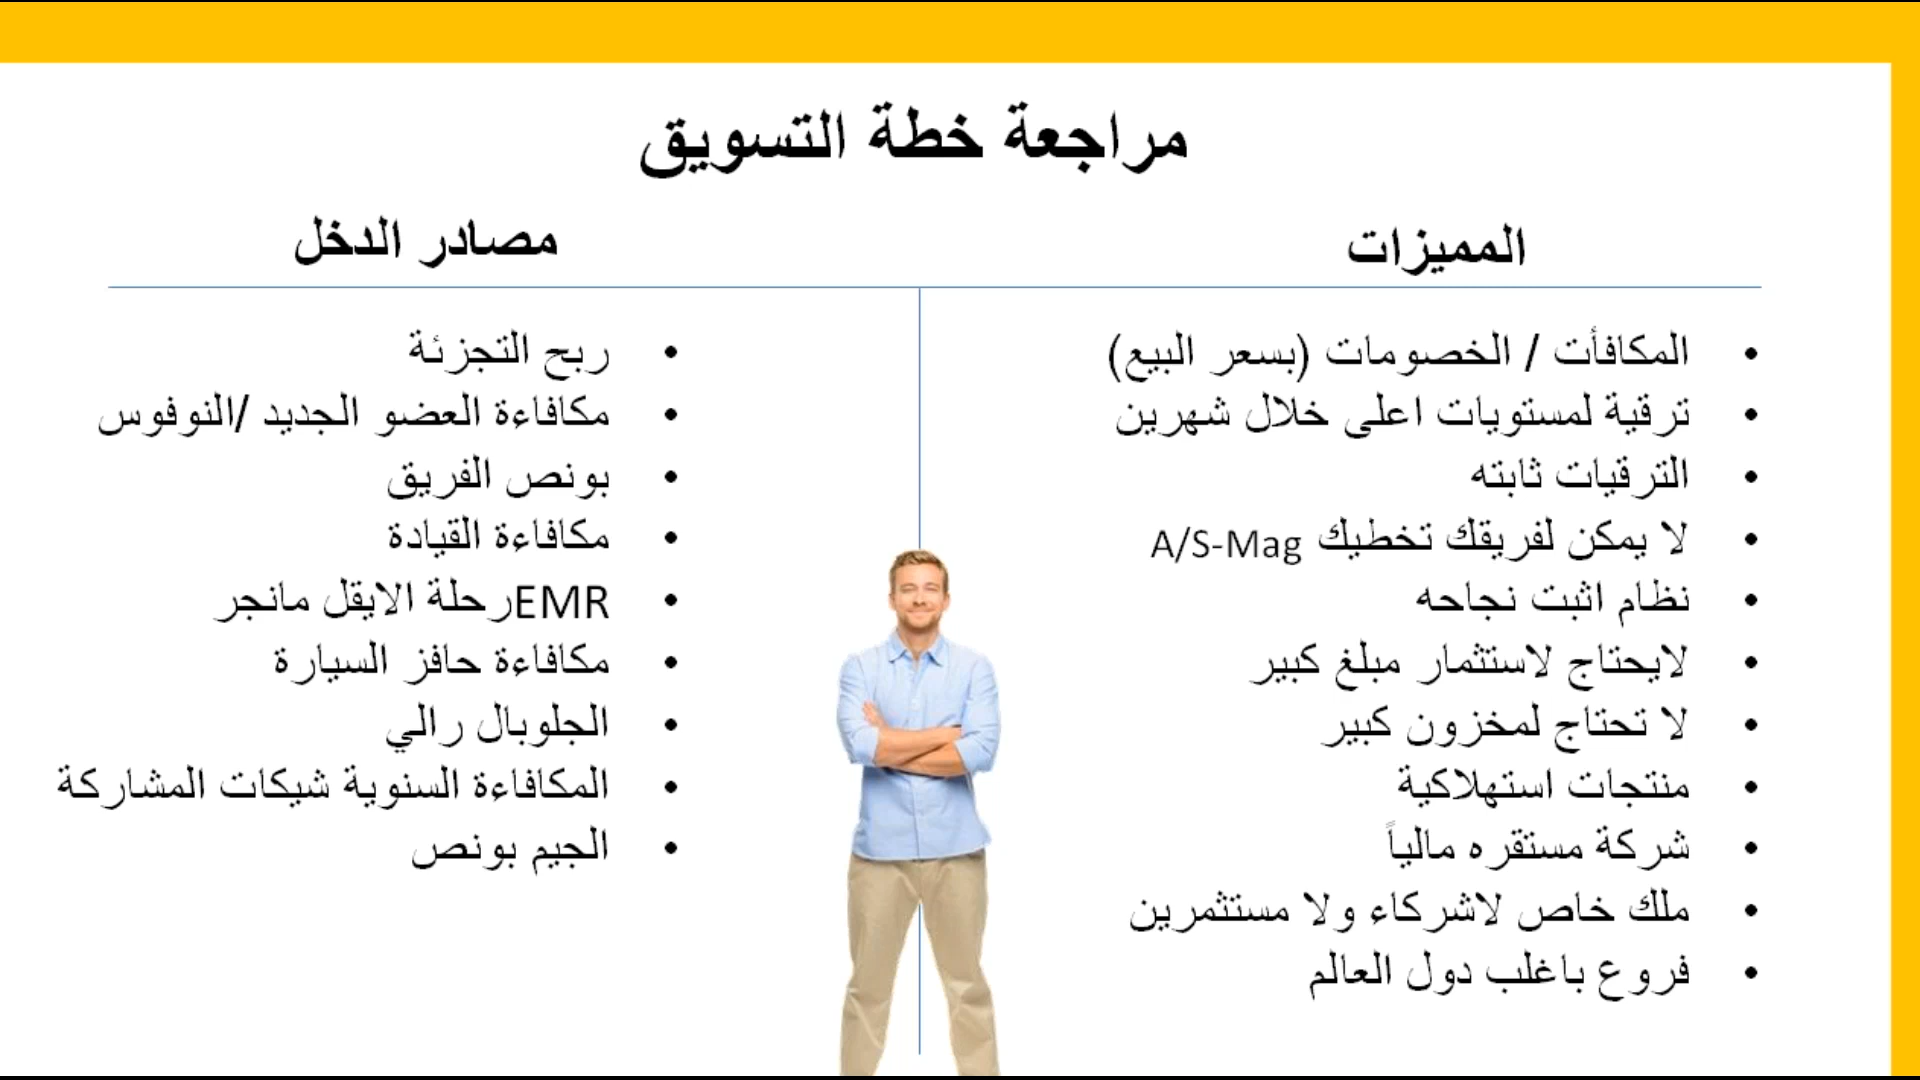 مراجعة خطة التسويق
المميزات
• المكافأت / الخصومات (بسعر البيع)
• ترقية لمستويات اعلى خلال شهرين
• الترقيات ثابته
• لا يمكن لفريقك تخطيك A/S-Mag
• نظام اثبت نجاحه
• لايحتاج لاستثمار مبلغ كبير
• لا تحتاج لمخزون كبير
• منتجات استهلاكية
• شركة مستقره مالياً
• ملك خاص لاشركاء ولا مستثمرين
• فروع باغلب دول العالم
مصادر الدخل
• ربح التجزئة
• مكافاءة العضو الجديد /النوفوس
• بونص الفريق
• مكافاءة القيادة
• EMRرحلة الايقل مانجر
• مكافاءة حافز السيارة
• الجلوبال رالي
• المكافاءة السنوية شيكات المشاركة
• الجيم بونص